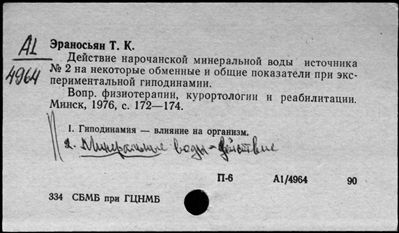 А1
4964
Эраносьян Т. К.
Действие нарочанской минеральной воды источника
№ 2 на некоторые обменные и общие показатели при экс-
периментальной гиподинамии.
Вопр. физиотерапии, курортологии и реабилитации.
Минск, 1976, с. 172—174.
1. Гиподинамия — влияние на организм.
2. Минеральные воды - действие
П-6 А1/4964 90
334 СБМБ при ГЦНМБ